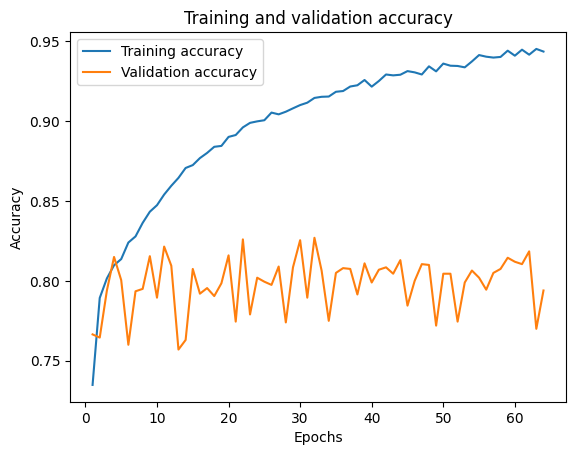 Training and validation accuracy
Training accuracy
Validation accuracy
0.95
0.90
0.85
0.80
0.75
Accuracy
0 10 20 30 40 50 60
Epochs